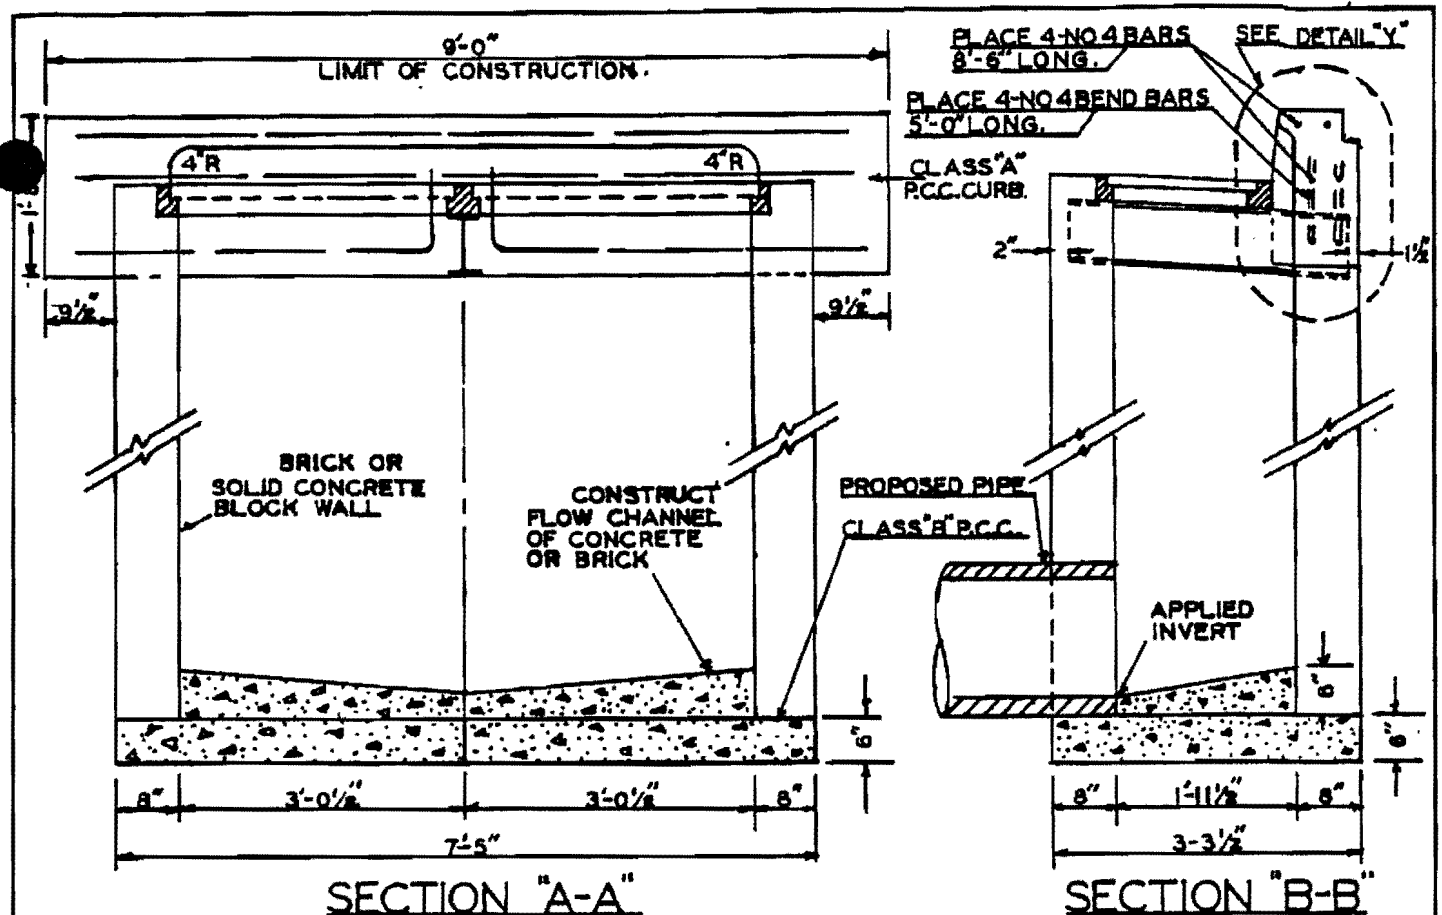 9'-0"
LIMIT OF CONSTRUCTION.
PLACE 4-NO 4 BARS
8'-6" LONG.
SEE DETAIL "Y"
PLACE 4-NO 4 BEND BARS
5'-0" LONG.
4"R
4"R
CLASS "A"
P.C.C. CURB.
2"
1½"
9½"
9½"
BRICK OR
SOLID CONCRETE
BLOCK WALL
CONSTRUCT
FLOW CHANNEL
OF CONCRETE
OR BRICK
PROPOSED PIPE
CLASS "B" P.C.C.
APPLIED
INVERT
6"
6"
8"
3'-0½"
3'-0½"
8"
8"
1'-11½"
8"
7'-5"
3-3½"
SECTION "A-A"
SECTION "B-B"